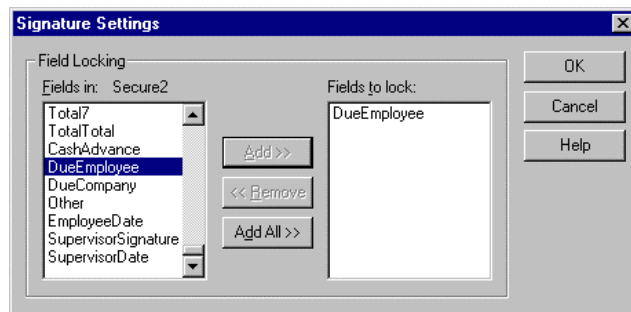 Signature Settings
Field Locking
Fields in: Secure2
Fields to lock:
Total7
TotalTotal
CashAdvance
DueEmployee
DueCompany
Other
EmployeeDate
SupervisorSignature
SupervisorDate
Add >>
<< Remove
Add All >>
DueEmployee
OK
Cancel
Help